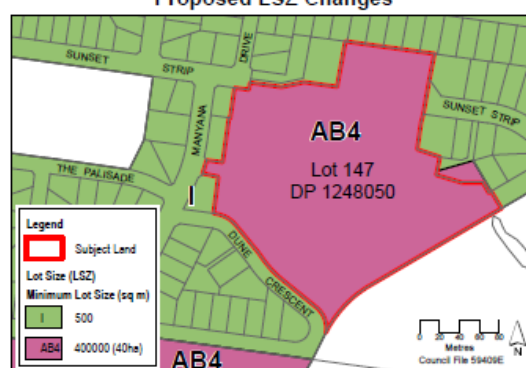 Proposed LSZ Changes
SUNSET
STRIP
DRIVE
MANYANA
SUNSET STRIP
AB4
Lot 147
DP 1248050
THE PALISADE
I
DUNE
CRESCENT
Legend
Subject Land
Lot Size (LSZ)
Minimum Lot Size (sq m)
I 500
AB4 400000 (40ha)
AB4
0 20 40 60 80
Metres
Council File 59409E
N